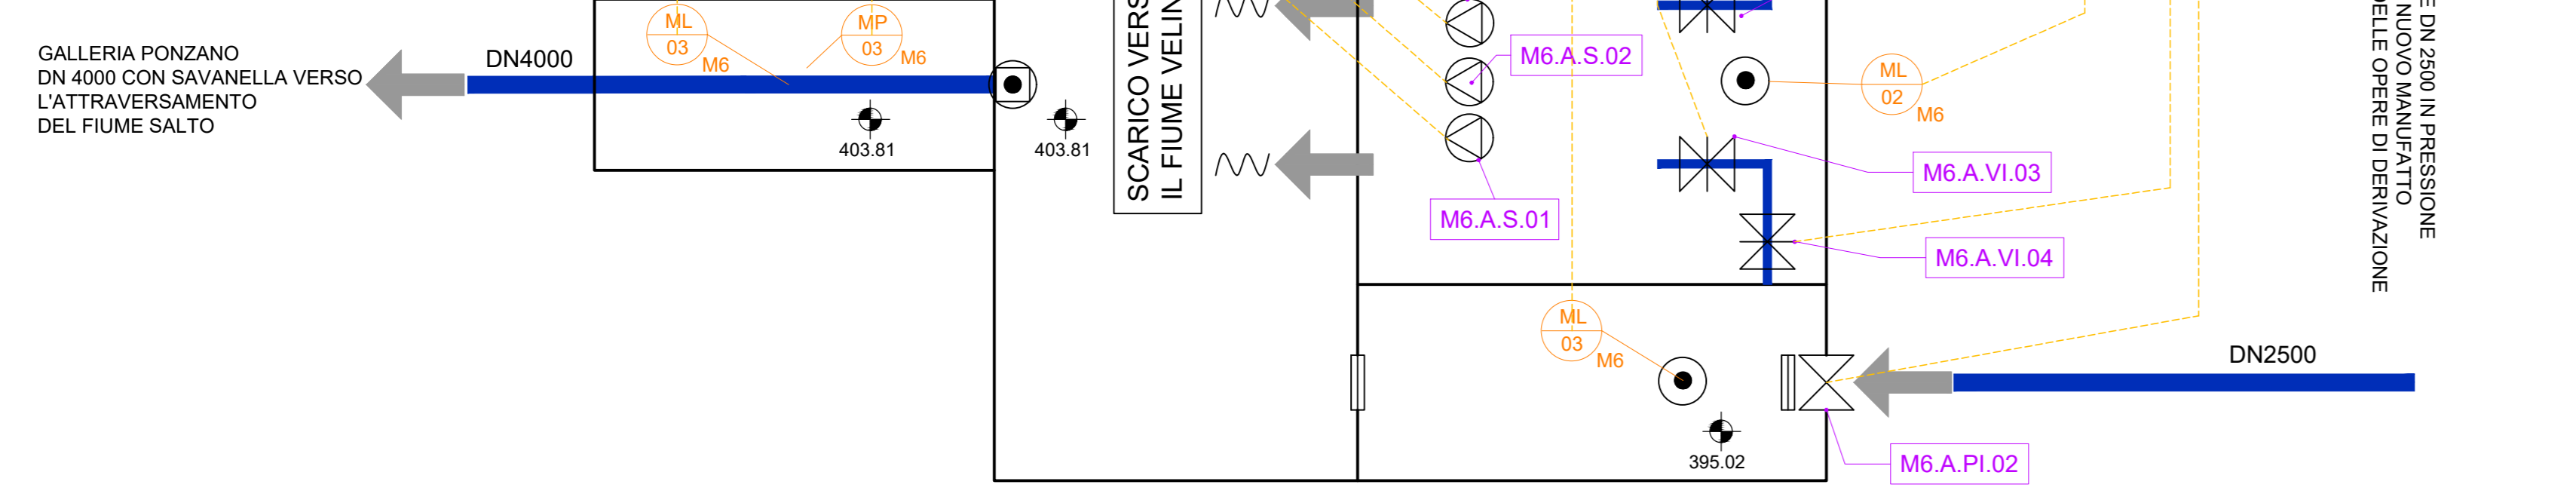 GALLERIA PONZANO
DN 4000 CON SAVANELLA VERSO
L'ATTRAVERSAMENTO
DEL FIUME SALTO
DN4000
ML
03
M6
MP
03
M6
403.81
403.81
SCARICO VERS
IL FIUME VELIN
M6.A.S.02
M6.A.S.01
ML
02
M6
M6.A.VI.03
M6.A.VI.04
ML
03
M6
395.02
M6.A.PI.02
DN2500
E DN 2500 IN PRESSIONE
NUOVO MANUFATTO
DELLE OPERE DI DERIVAZIONE